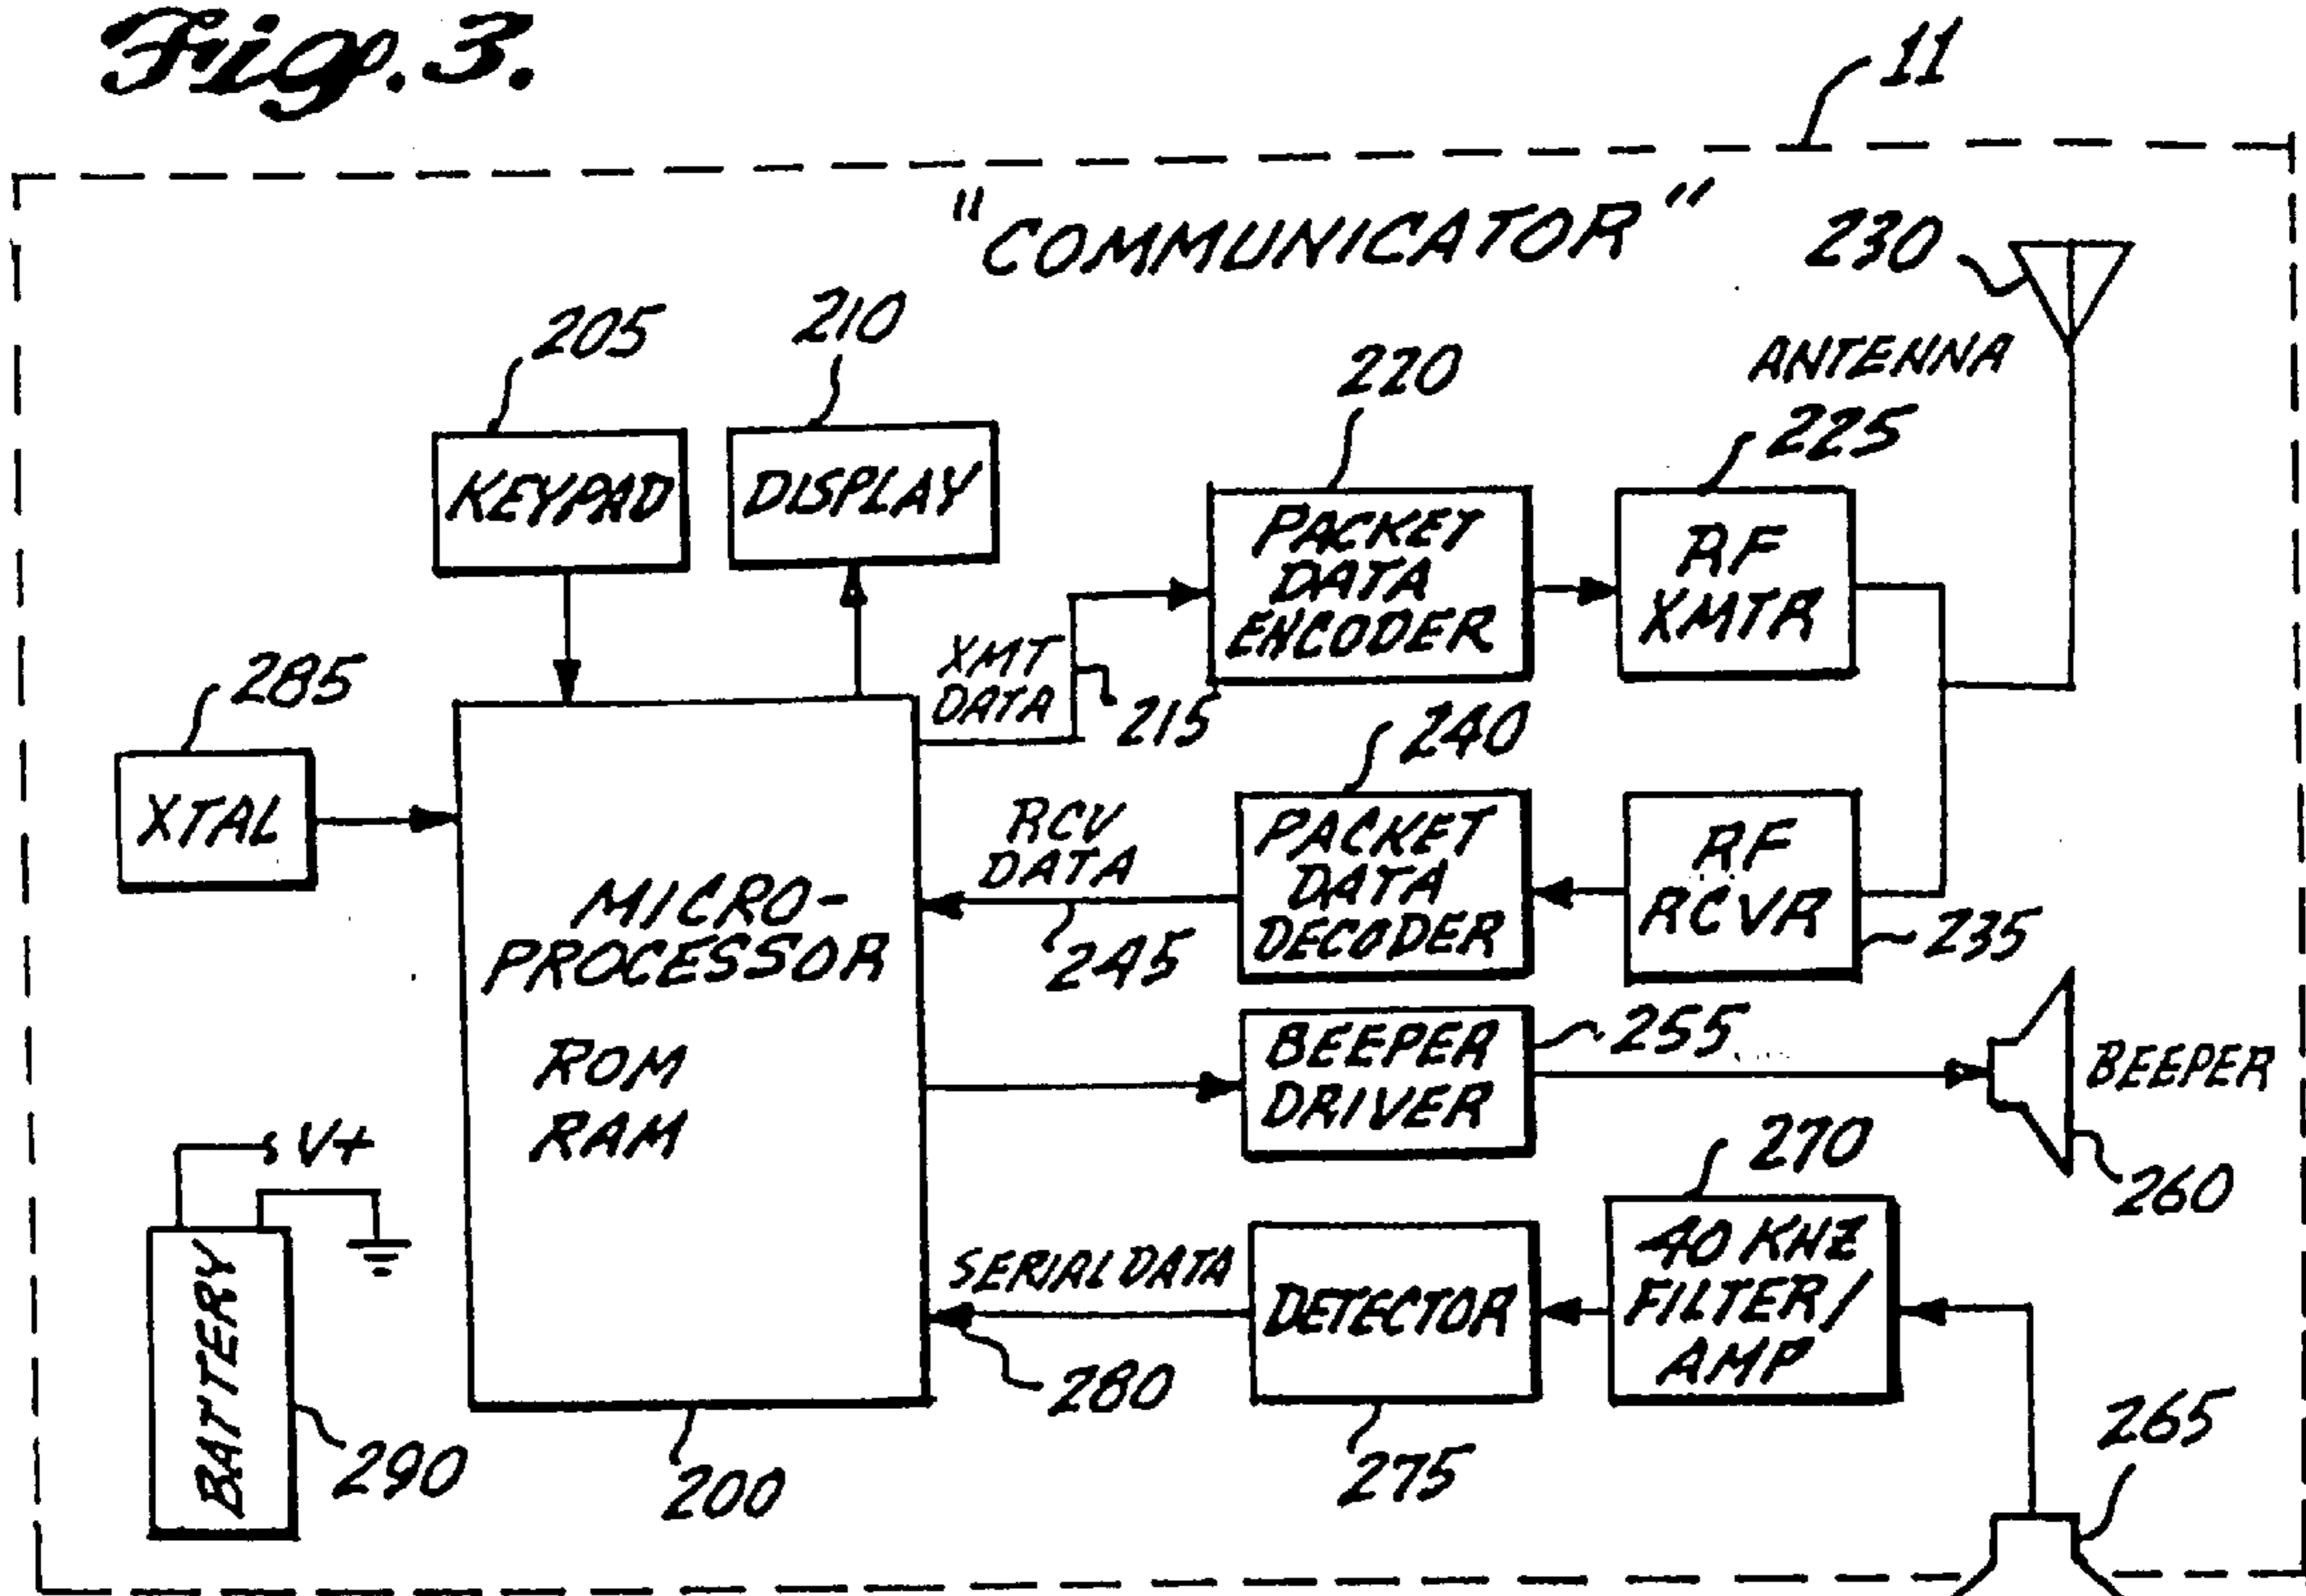 Fig. 3.
11
"COMMUNICATOR"
230
ANTENNA
205
210
220
225
KEYPAD
DISPLAY
PACKET
DATA
ENCODER
RF
XMTR
XMT
DATA
215
285
XTAL
240
RCV
DATA
245
PACKET
DATA
DECODER
RF
RCVR
235
MICRO-
PROCESSOR
ROM
RAM
BEEPER
DRIVER
255
BEEPER
260
V+
BATTERY
290
270
40 KHZ
FILTER/
AMP
SERIAL DATA
DETECTOR
280
275
265
200